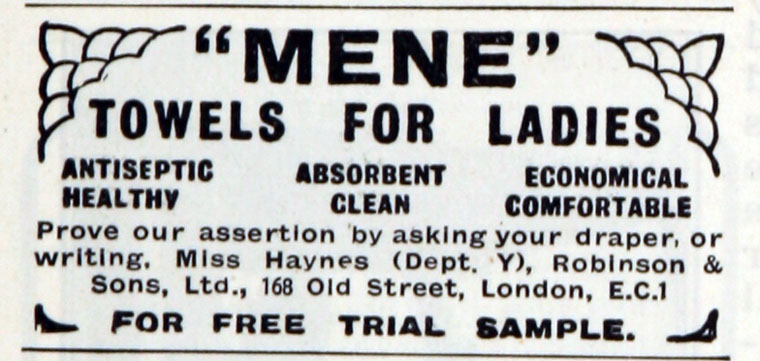 "MENE"
TOWELS FOR LADIES
ANTISEPTIC ABSORBENT ECONOMICAL
HEALTHY CLEAN COMFORTABLE
Prove our assertion by asking your draper, or
writing, Miss Haynes (Dept. Y), Robinson &
Sons, Ltd., 168 Old Street, London, E.C.1
FOR FREE TRIAL SAMPLE.